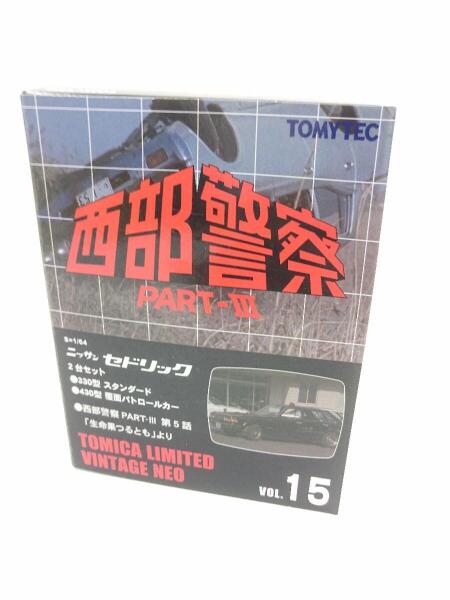 TOMYTEC
西部警察
PART-III
S=1/64
ニッサン セドリック
2台セット
●330型 スタンダード
●430型 覆面パトロールカー
●西部警察 PART-III 第5話
「生命果つるとも」より
TOMICA LIMITED
VINTAGE NEO
VOL. 15